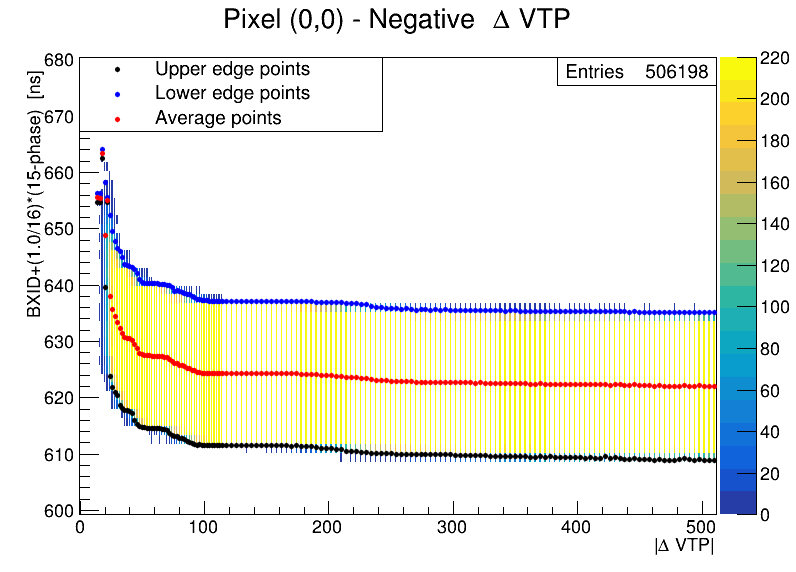 Pixel (0,0) - Negative Δ VTP
BXID+(1.0/16)*(15-phase) [ns]
680
670
660
650
640
630
620
610
600
Upper edge points
Lower edge points
Average points
Entries 506198
220
200
180
160
140
120
100
80
60
40
20
0
0 100 200 300 400 500
|Δ VTP|